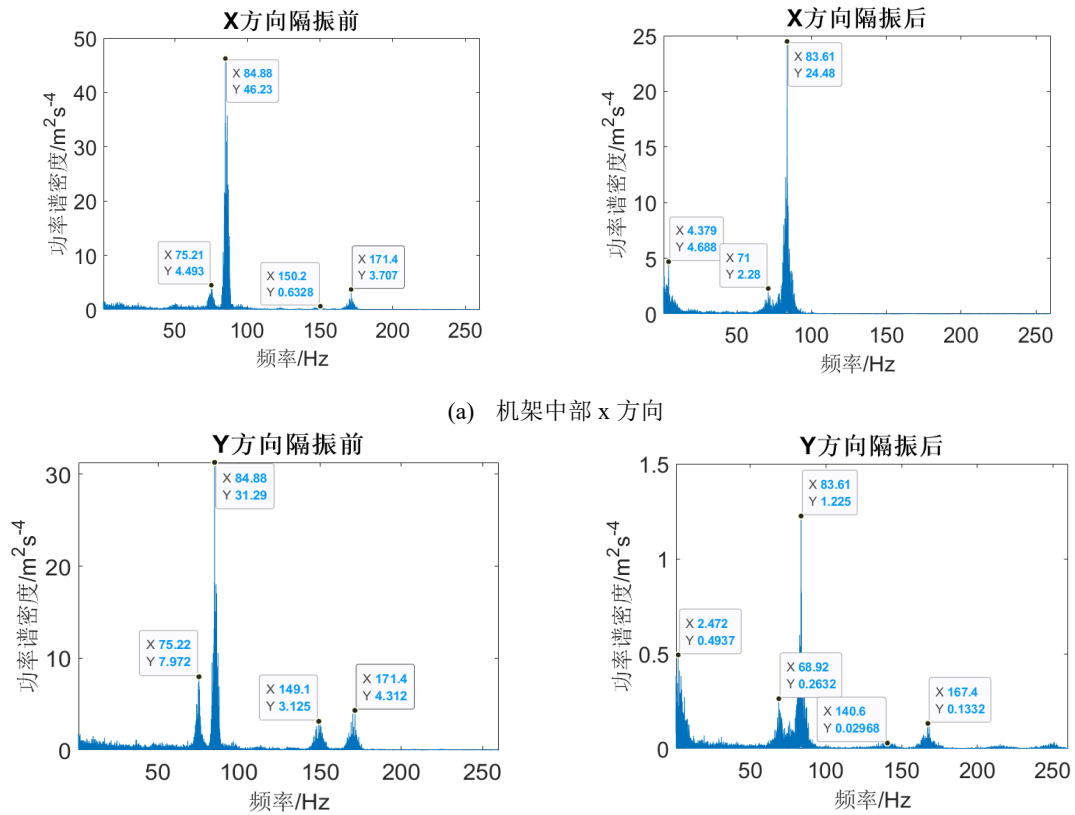 X方向隔振前
功率谱密度/m²s⁻⁴
50
40
30
20
10
0
X 84.88
Y 46.23
X 75.21
Y 4.493
X 150.2
Y 0.6328
X 171.4
Y 3.707
50 100 150 200 250
频率/Hz
X方向隔振后
功率谱密度/m²s⁻⁴
25
20
15
10
5
0
X 83.61
Y 24.48
X 4.379
Y 4.688
X 71
Y 2.28
50 100 150 200 250
频率/Hz
(a) 机架中部 x 方向
Y方向隔振前
功率谱密度/m²s⁻⁴
30
20
10
0
X 84.88
Y 31.29
X 75.22
Y 7.972
X 149.1
Y 3.125
X 171.4
Y 4.312
50 100 150 200 250
频率/Hz
Y方向隔振后
功率谱密度/m²s⁻⁴
1.5
1
0.5
0
X 83.61
Y 1.225
X 2.472
Y 0.4937
X 68.92
Y 0.2632
X 140.6
Y 0.02968
X 167.4
Y 0.1332
50 100 150 200 250
频率/Hz